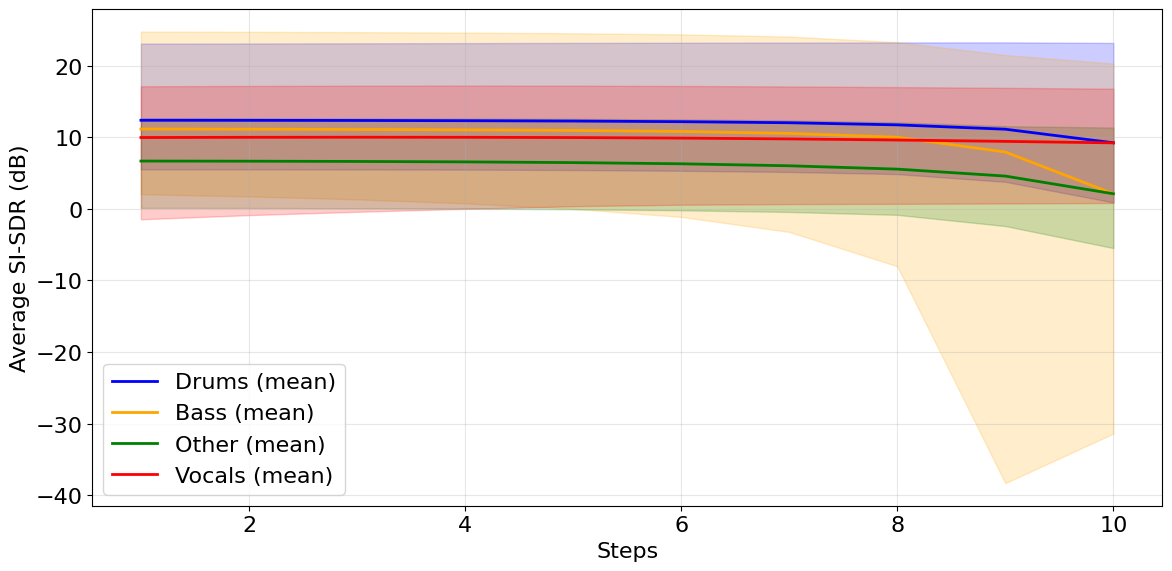 Average SI-SDR (dB)
20
10
0
−10
−20
−30
−40
Drums (mean)
Bass (mean)
Other (mean)
Vocals (mean)
2 4 6 8 10
Steps